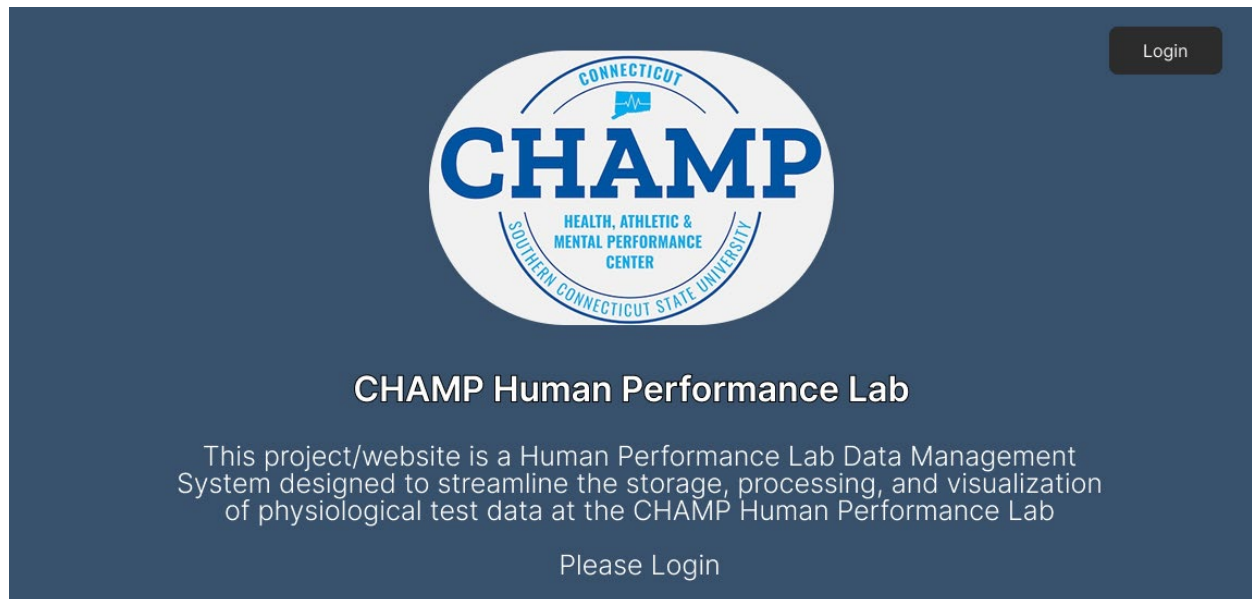 Login
CONNECTICUT
CHAMP
HEALTH, ATHLETIC &
MENTAL PERFORMANCE
CENTER
SOUTHERN CONNECTICUT STATE UNIVERSITY
CHAMP Human Performance Lab
This project/website is a Human Performance Lab Data Management
System designed to streamline the storage, processing, and visualization
of physiological test data at the CHAMP Human Performance Lab
Please Login